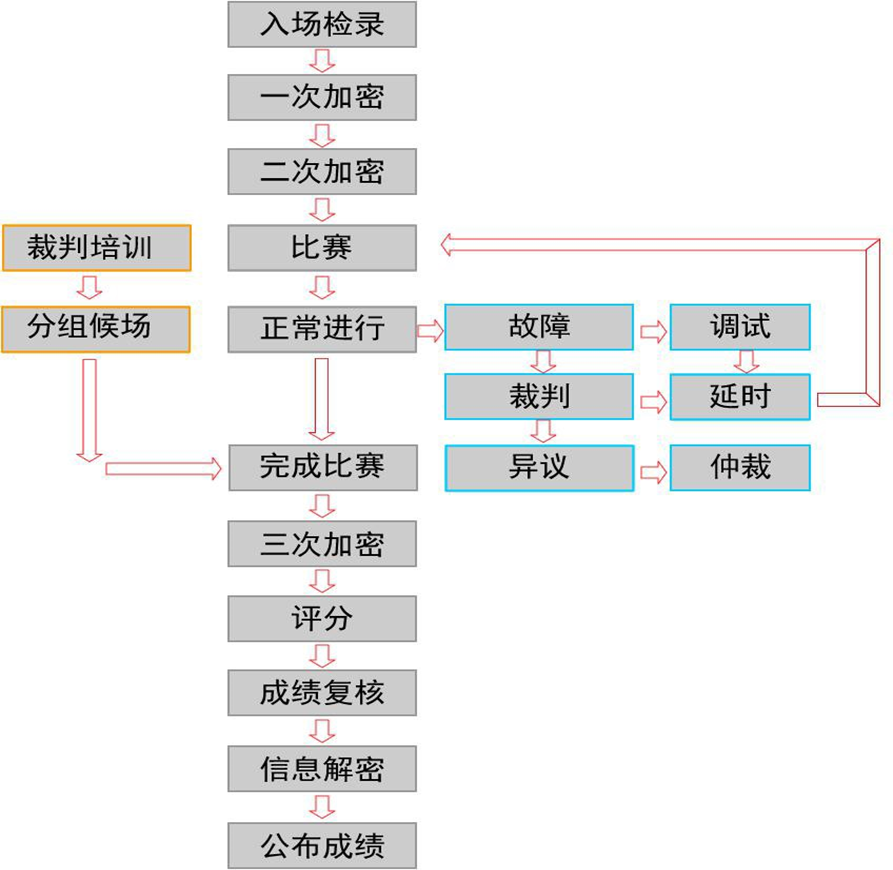 入场检录
一次加密
二次加密
裁判培训
比赛
分组候场
正常进行
故障
调试
裁判
延时
完成比赛
异议
仲裁
三次加密
评分
成绩复核
信息解密
公布成绩